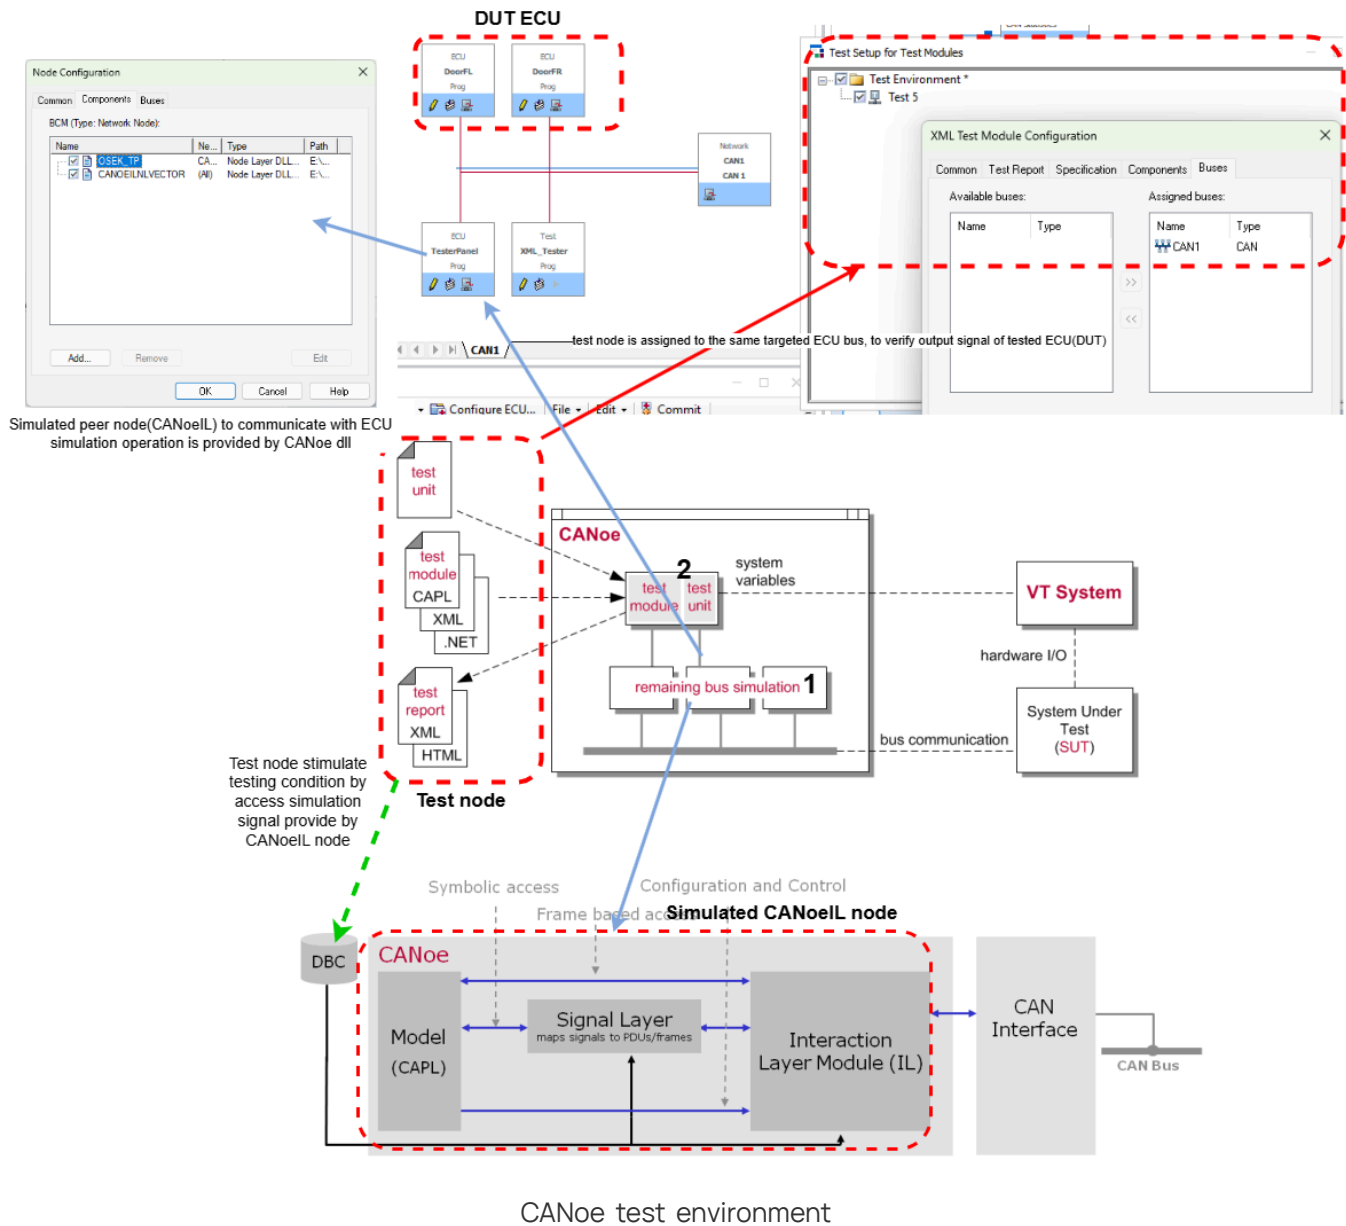 DUT ECU
Node Configuration
Common Components Buses
BCM (Type: Network Node):
Name Ne... Type Path
OSEK_TP CA... Node Layer DLL... E:\...
CANOEILNLVECTOR (All) Node Layer DLL... E:\...
Add... Remove Edit
OK Cancel Help
Simulated peer node(CANoeIL) to communicate with ECU
simulation operation is provided by CANoe dll
ECU
DoorFL
Prog
ECU
DoorFR
Prog
Network
CAN1
CAN 1
ECU
TesterPanel
Prog
Test
XML_Tester
Prog
CAN1
Configure ECU... File Edit Commit
Test Setup for Test Modules
Test Environment *
Test 5
XML Test Module Configuration
Common Test Report Specification Components Buses
Available buses: Assigned buses:
Name Type Name Type
CAN1 CAN
>>
<<
test node is assigned to the same targeted ECU bus, to verify output signal of tested ECU(DUT)
test
unit
test
module
CAPL
XML
.NET
test
report
XML
HTML
Test node
CANoe
2
test
module
test
unit
system
variables
remaining bus simulation 1
VT System
hardware I/O
System Under
Test
(SUT)
bus communication
Test node stimulate
testing condition by
access simulation
signal provide by
CANoeIL node
Symbolic access
Configuration and Control
Frame based access
Simulated CANoeIL node
DBC
CANoe
Model
(CAPL)
Signal Layer
maps signals to PDUs/frames
Interaction
Layer Module (IL)
CAN
Interface
CAN Bus
CANoe test environment